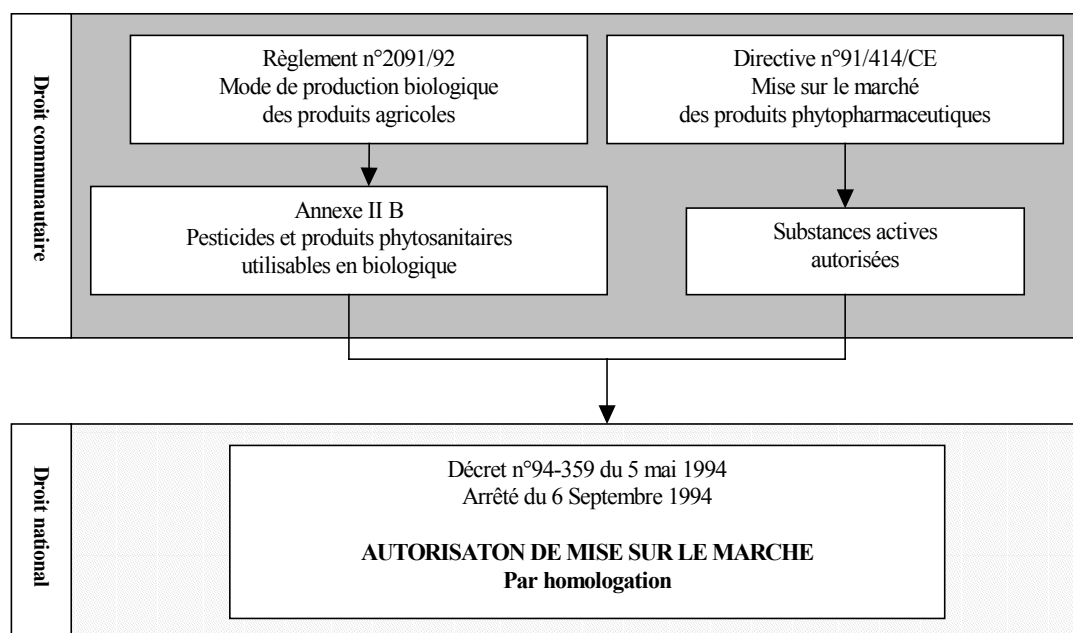 Droit communautaire
Règlement n°2091/92
Mode de production biologique
des produits agricoles
Directive n°91/414/CE
Mise sur le marché
des produits phytopharmaceutiques
Annexe II B
Pesticides et produits phytosanitaires
utilisables en biologique
Substances actives
autorisées
Droit national
Décret n°94-359 du 5 mai 1994
Arrêté du 6 Septembre 1994
AUTORISATON DE MISE SUR LE MARCHE
Par homologation